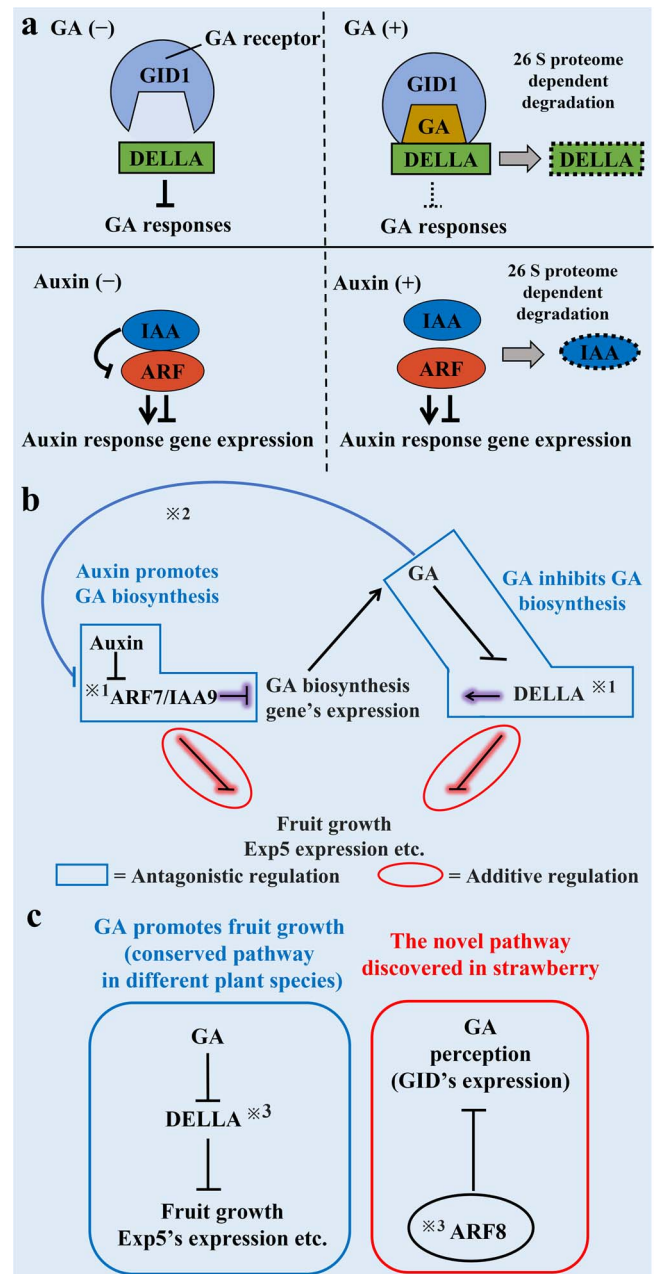 a
GA (−)
GA receptor
GID1
DELLA
GA responses
GA (+)
26 S proteome
dependent
degradation
GID1
GA
DELLA
DELLA
GA responses
Auxin (−)
IAA
ARF
Auxin response gene expression
Auxin (+)
26 S proteome
dependent
degradation
IAA
ARF
IAA
Auxin response gene expression
b
※2
Auxin promotes
GA biosynthesis
GA
GA inhibits GA
biosynthesis
Auxin
※1 ARF7/IAA9
GA biosynthesis
gene’s expression
DELLA ※1
Fruit growth
Exp5 expression etc.
= Antagonistic regulation
= Additive regulation
c
GA promotes fruit growth
(conserved pathway
in different plant species)
The novel pathway
discovered in strawberry
GA
DELLA ※3
Fruit growth
Exp5’s expression etc.
GA
perception
(GID’s expression)
※3 ARF8